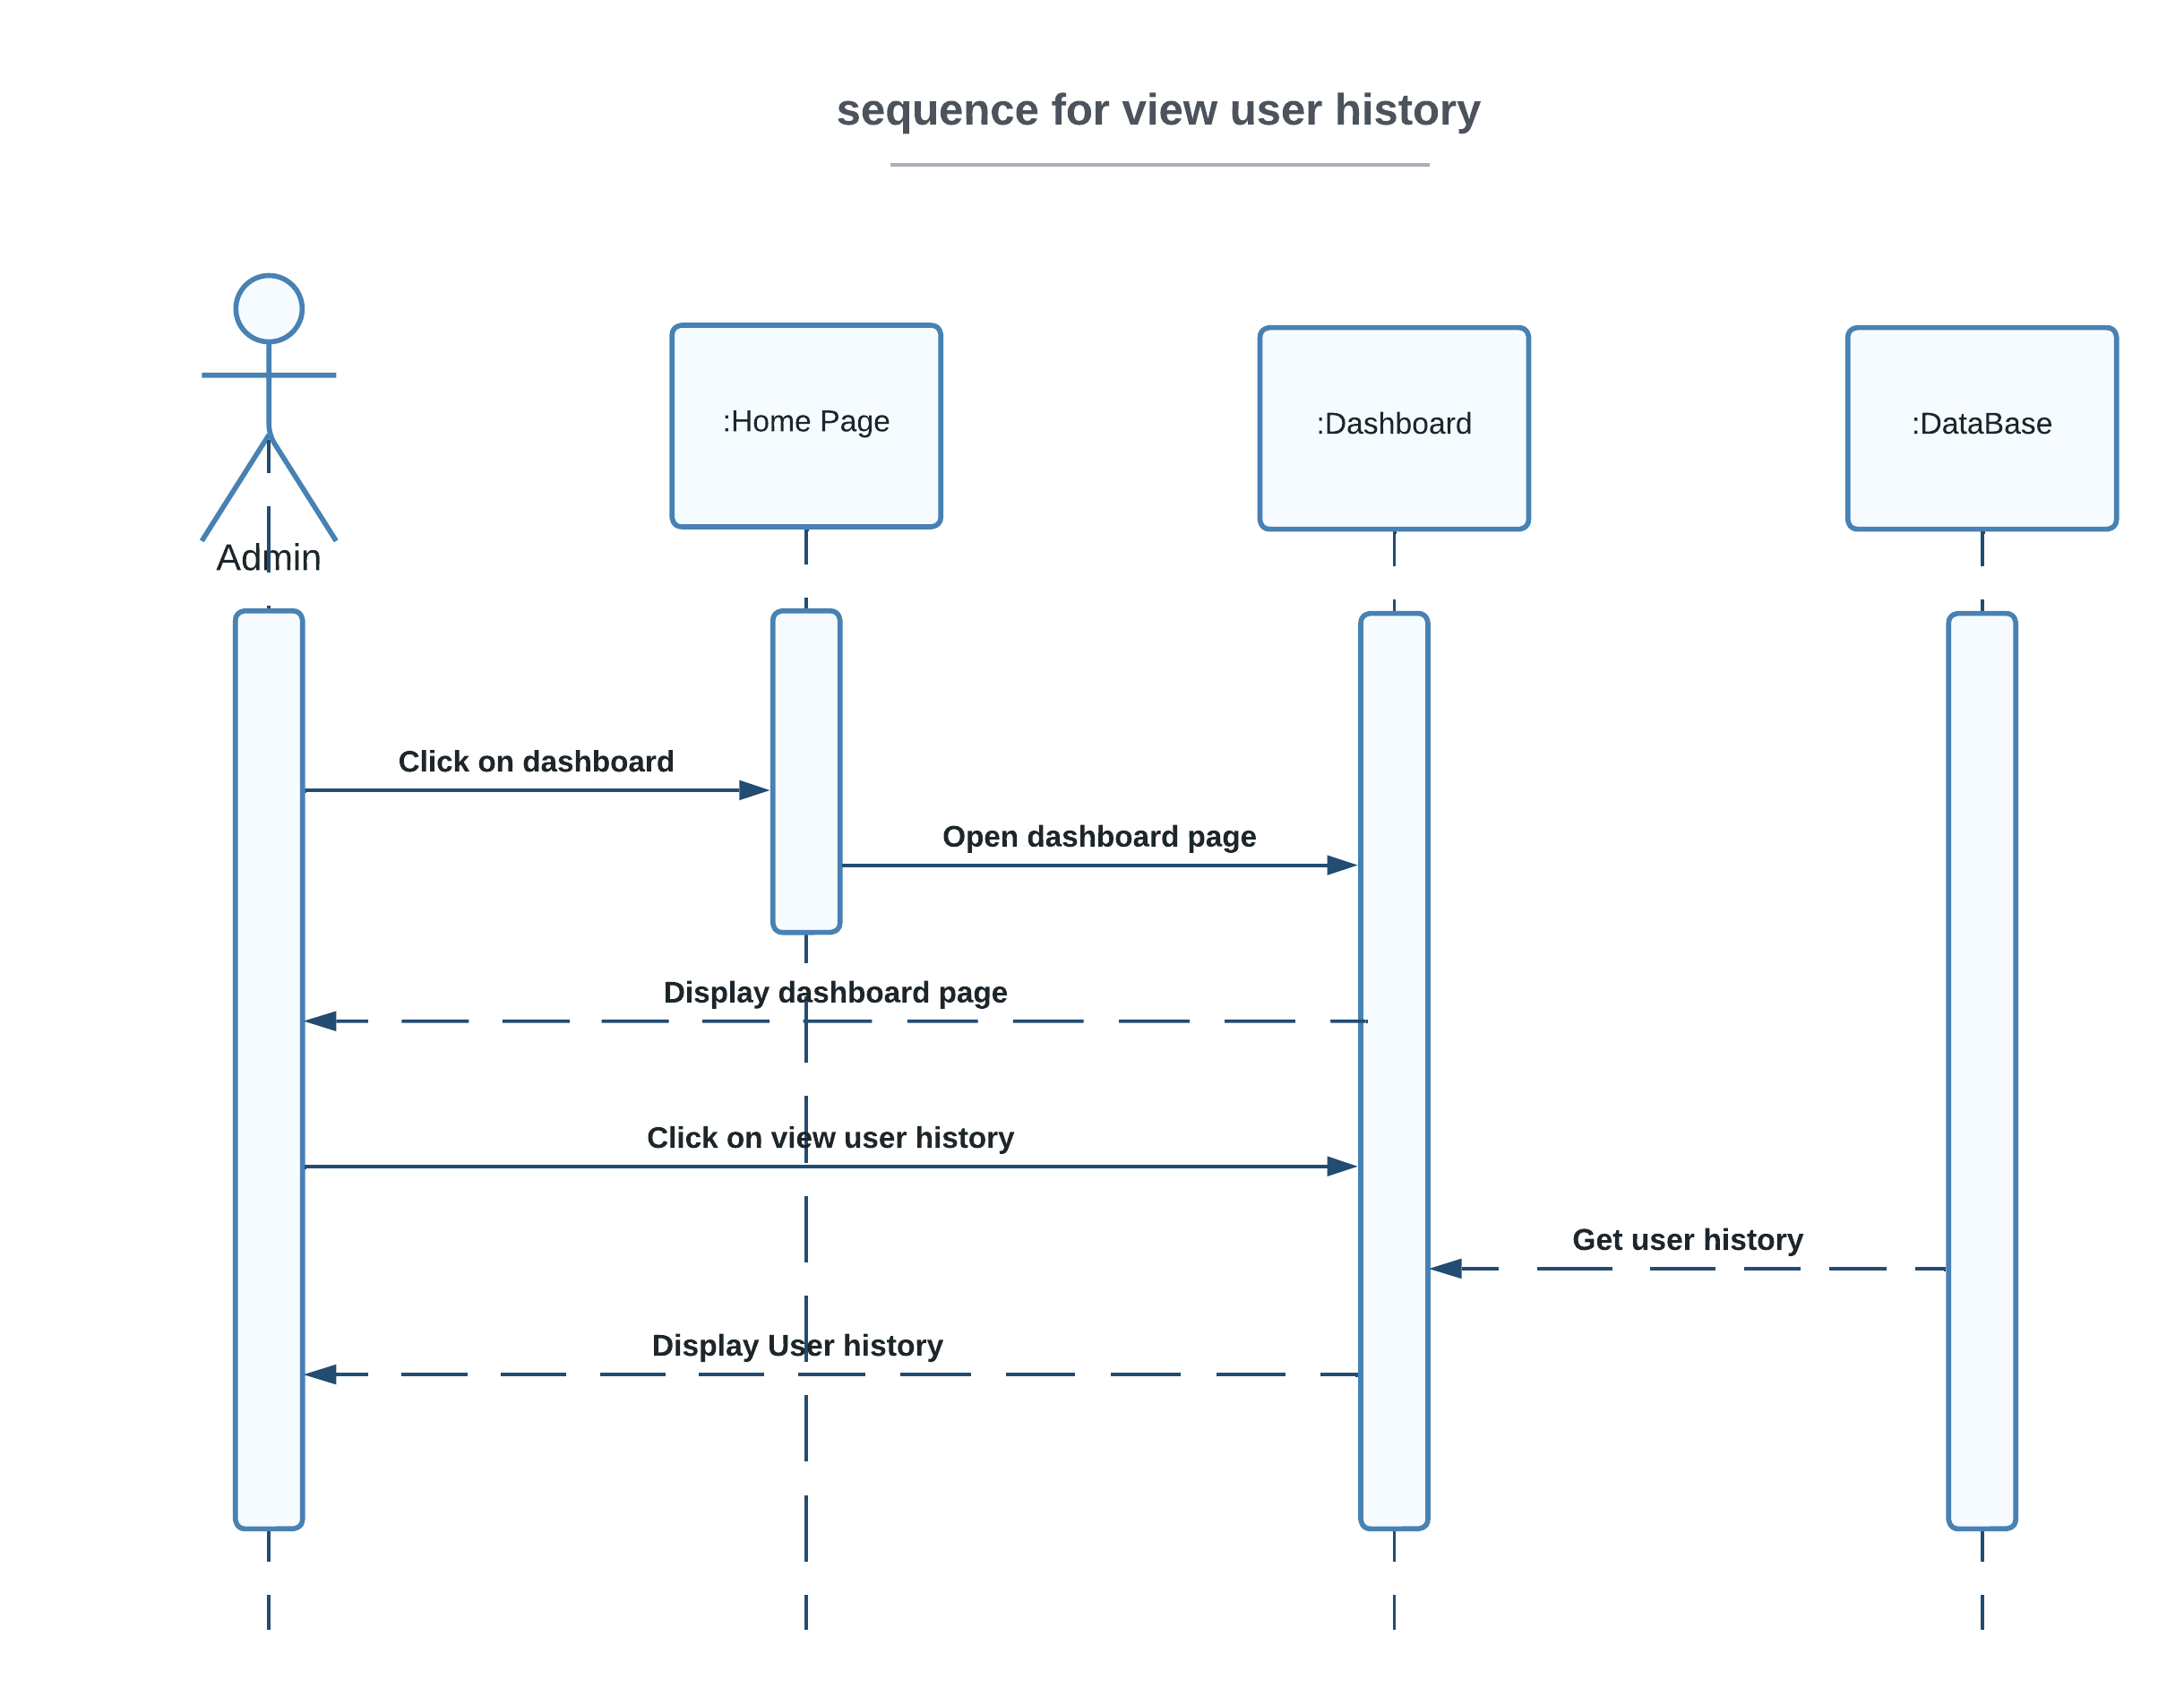 sequence for view user history
:Home Page
:Dashboard
:DataBase
Admin
Click on dashboard
Open dashboard page
Display dashboard page
Click on view user history
Get user history
Display User history